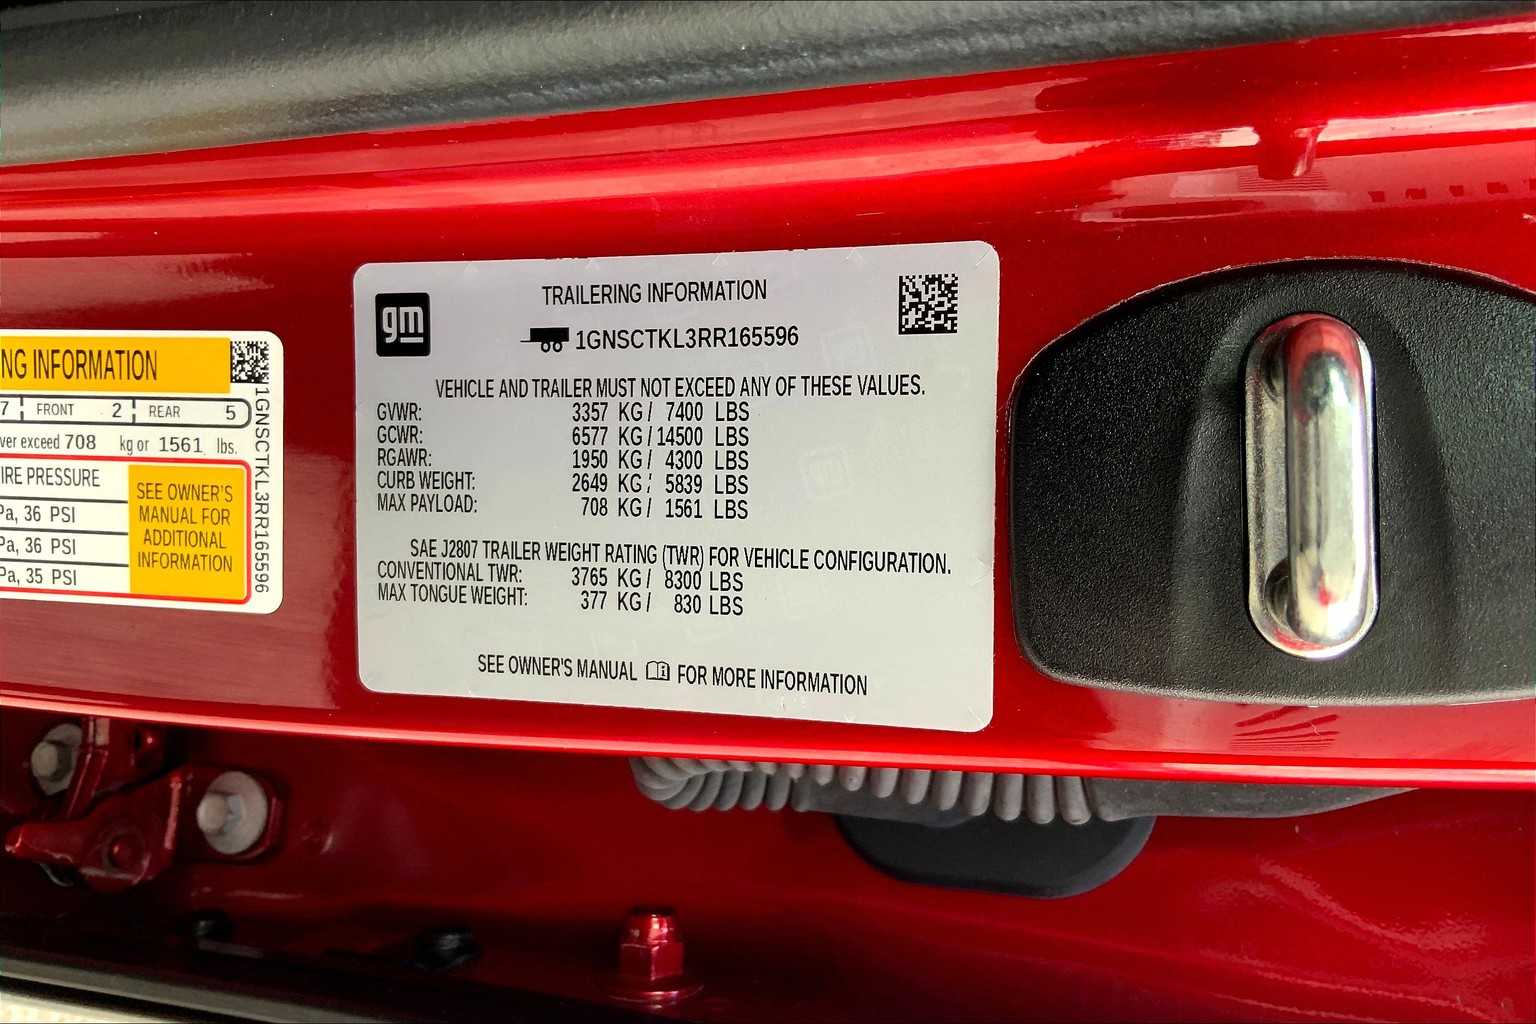 NG INFORMATION
7 FRONT 2 REAR 5
ver exceed 708 kg or 1561 lbs.
IRE PRESSURE
Pa, 36 PSI
Pa, 36 PSI
Pa, 35 PSI
SEE OWNER'S
MANUAL FOR
ADDITIONAL
INFORMATION
1GNSCTKL3RR165596
gm
TRAILERING INFORMATION
1GNSCTKL3RR165596
VEHICLE AND TRAILER MUST NOT EXCEED ANY OF THESE VALUES.
GVWR: 3357 KG/ 7400 LBS
GCWR: 6577 KG/14500 LBS
RGAWR: 1950 KG/ 4300 LBS
CURB WEIGHT: 2649 KG/ 5839 LBS
MAX PAYLOAD: 708 KG/ 1561 LBS
SAE J2807 TRAILER WEIGHT RATING (TWR) FOR VEHICLE CONFIGURATION.
CONVENTIONAL TWR: 3765 KG/ 8300 LBS
MAX TONGUE WEIGHT: 377 KG/ 830 LBS
SEE OWNER'S MANUAL FOR MORE INFORMATION